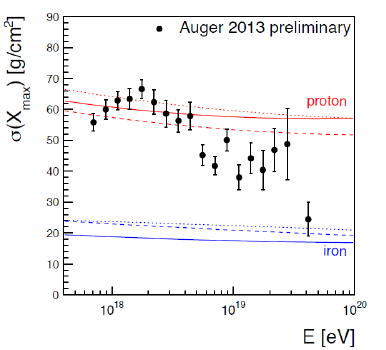 90
Auger 2013 preliminary
80
70
60
50
40
30
20
10
0
σ(Xmax) [g/cm²]
proton
iron
10¹⁸
10¹⁹
10²⁰
E [eV]